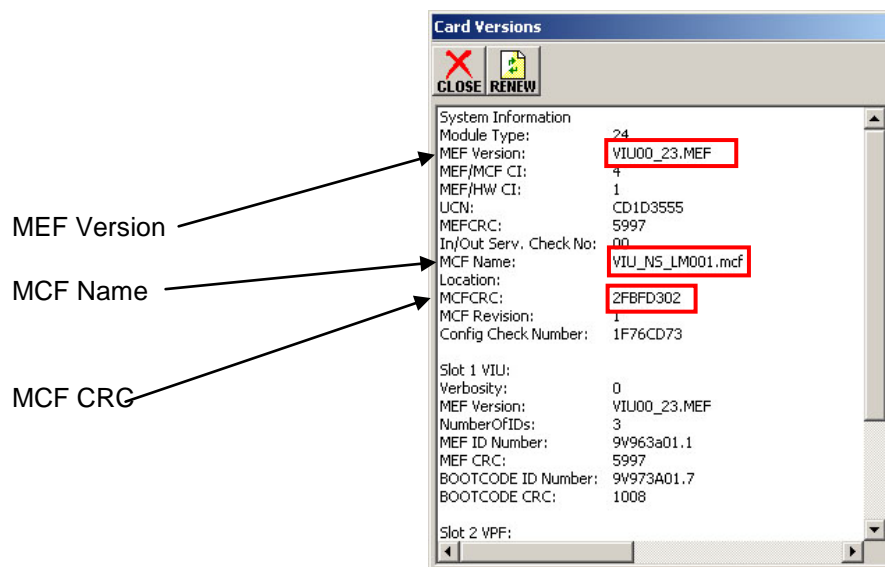 Card Versions
CLOSE RENEW
System Information
Module Type: 24
MEF Version: VIU00_23.MEF
MEF/MCF CI: 4
MEF/HW CI: 1
UCN: CD1D3555
MEFCRC: 5997
In/Out Serv. Check No: 00
MCF Name: VIU_NS_LM001.mcf
Location:
MCFCRC: 2FBFD302
MCF Revision: 1
Config Check Number: 1F76CD73
Slot 1 VIU:
Verbosity: 0
MEF Version: VIU00_23.MEF
NumberOfIDs: 3
MEF ID Number: 9V963a01.1
MEF CRC: 5997
BOOTCODE ID Number: 9V973A01.7
BOOTCODE CRC: 1008
Slot 2 VPF:
MEF Version
MCF Name
MCF CRC